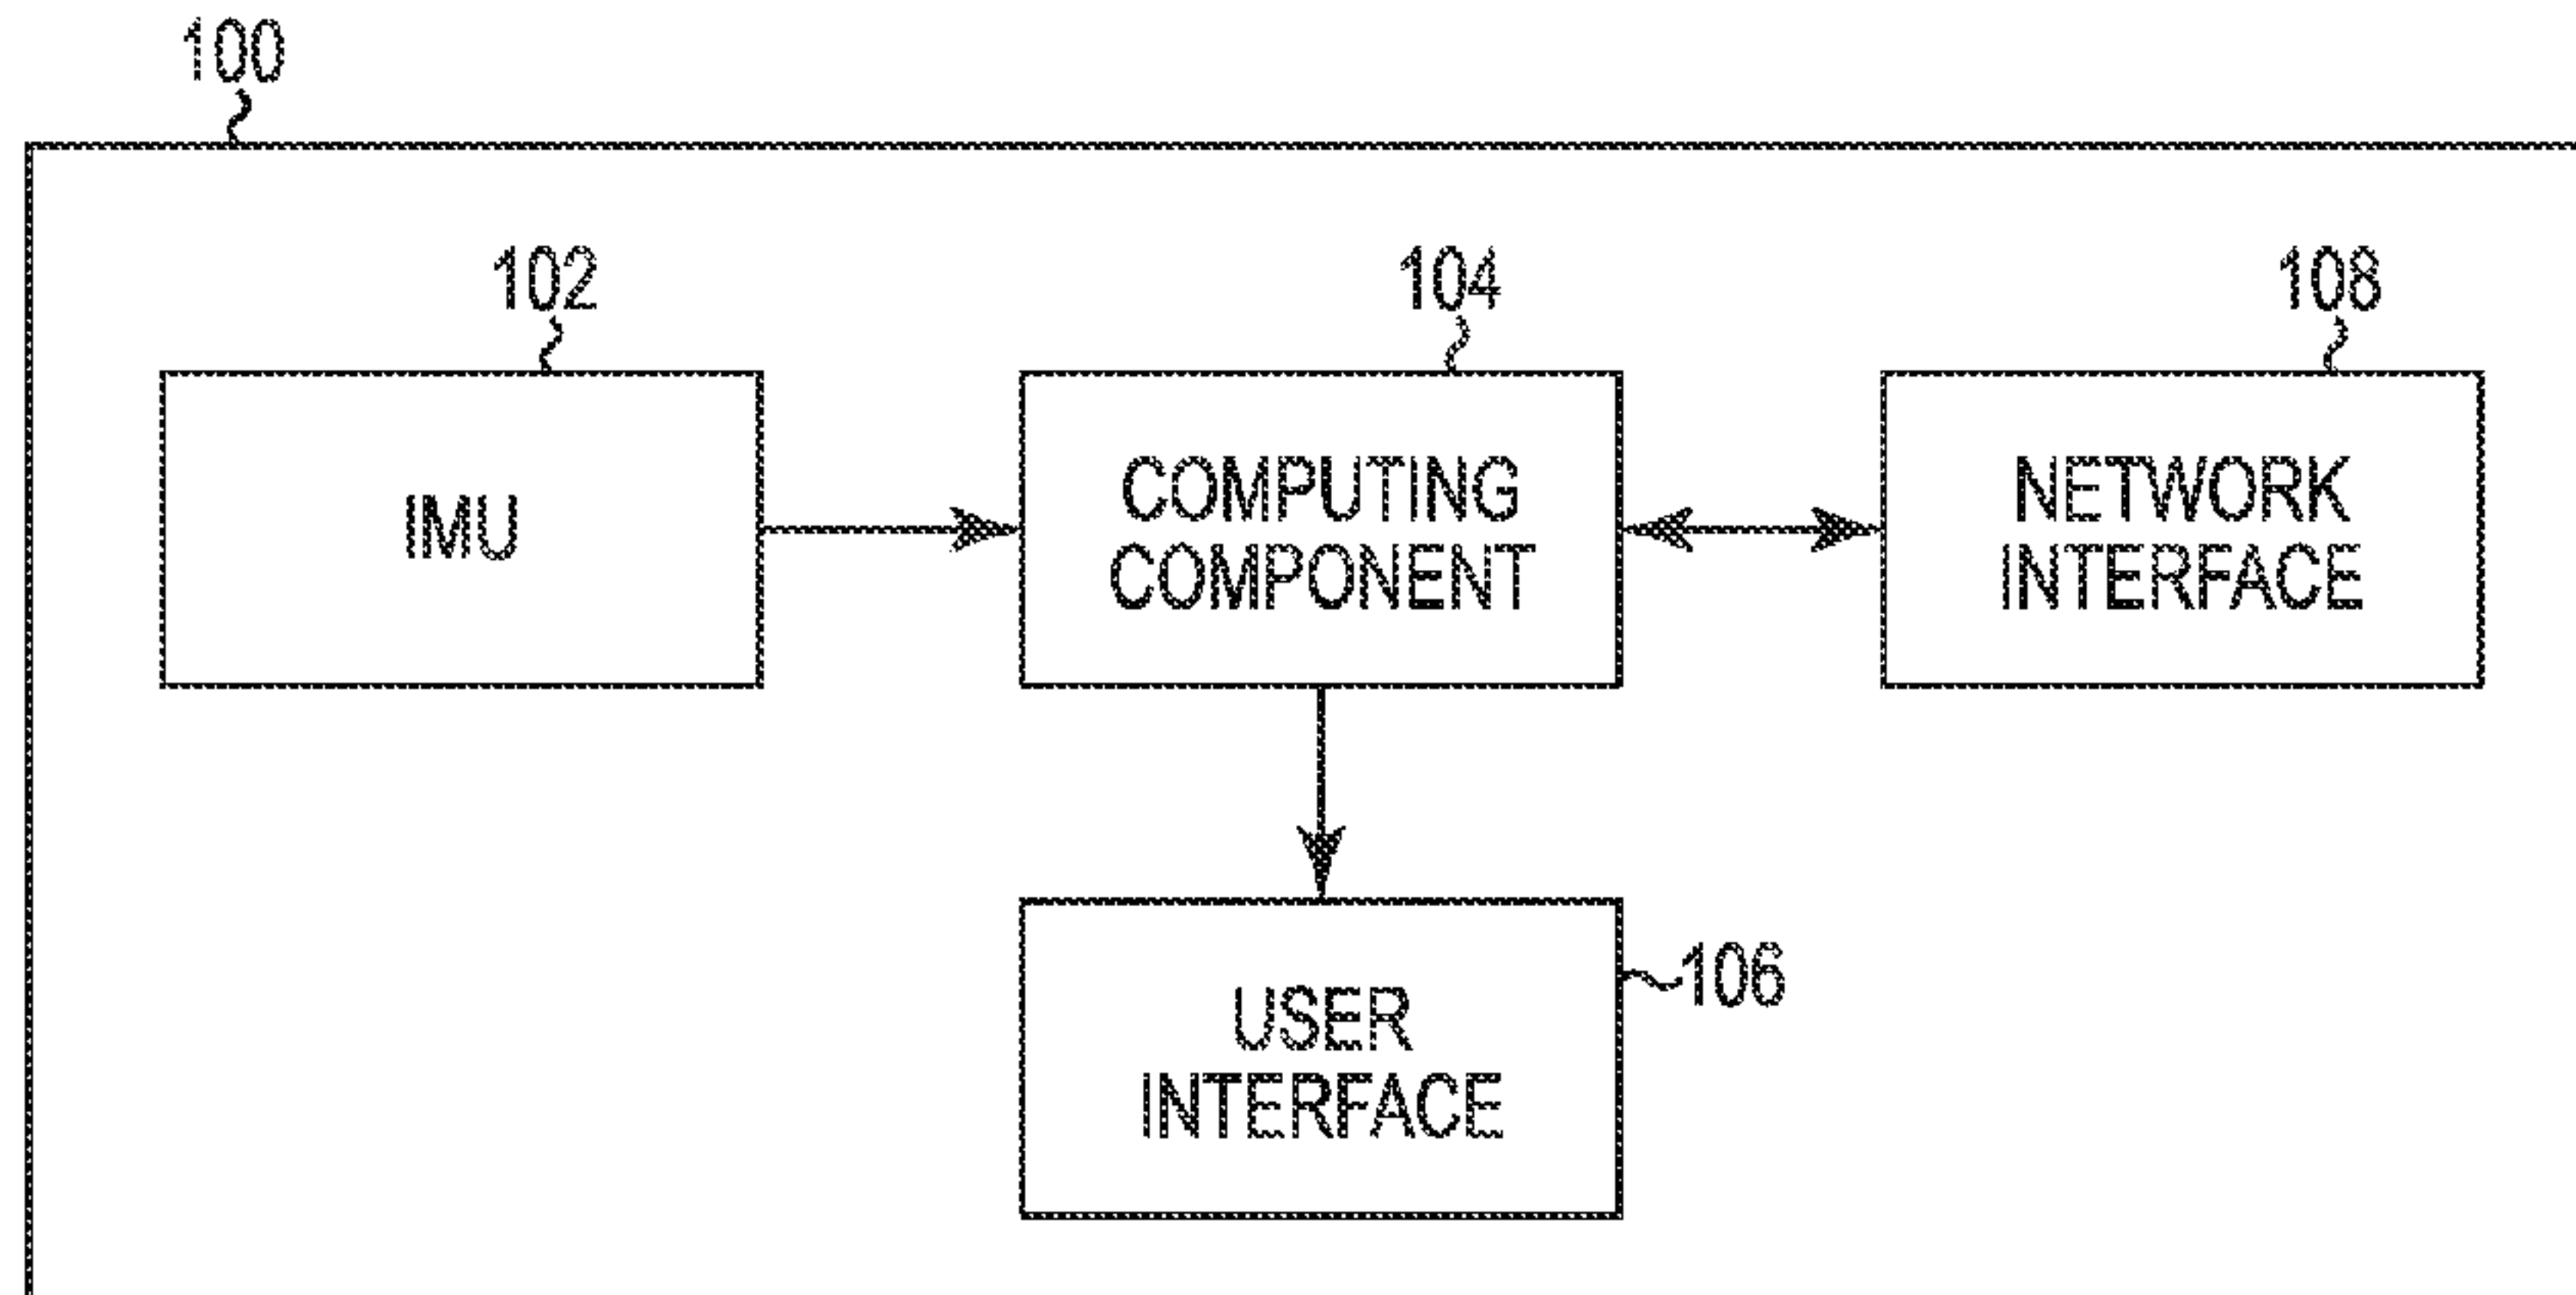 100
102
104
108
IMU
COMPUTING
COMPONENT
NETWORK
INTERFACE
106
USER
INTERFACE